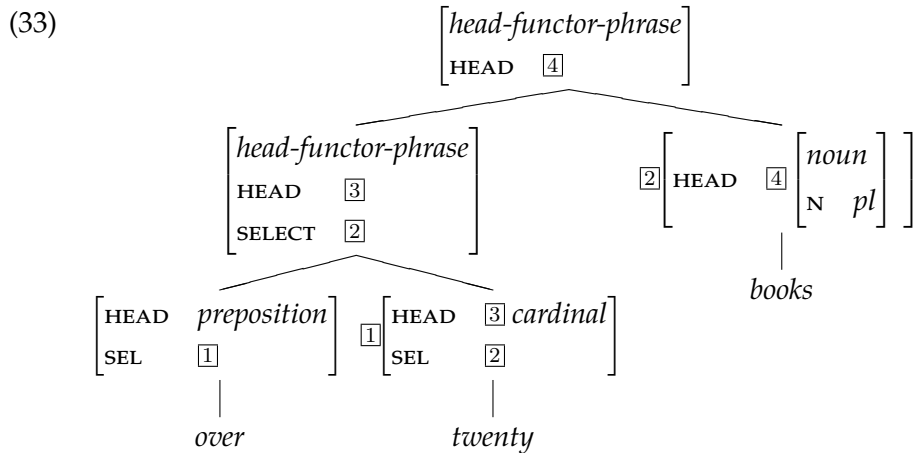 (33)
head-functor-phrase
HEAD 4
head-functor-phrase
HEAD 3
SELECT 2
2 HEAD 4 noun
N pl
books
HEAD preposition
SEL 1
1 HEAD 3 cardinal
SEL 2
over
twenty